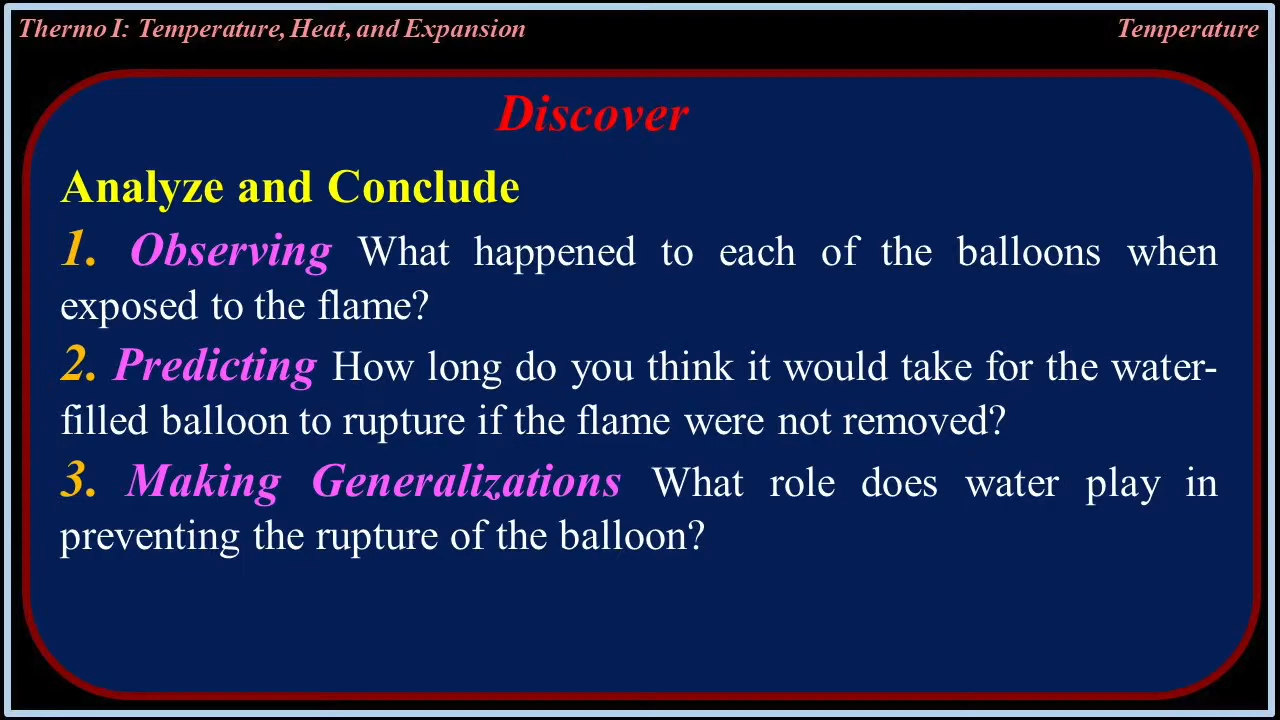 Thermo I: Temperature, Heat, and Expansion
Temperature
Discover
Analyze and Conclude
1. Observing What happened to each of the balloons when
exposed to the flame?
2. Predicting How long do you think it would take for the water-
filled balloon to rupture if the flame were not removed?
3. Making Generalizations What role does water play in
preventing the rupture of the balloon?